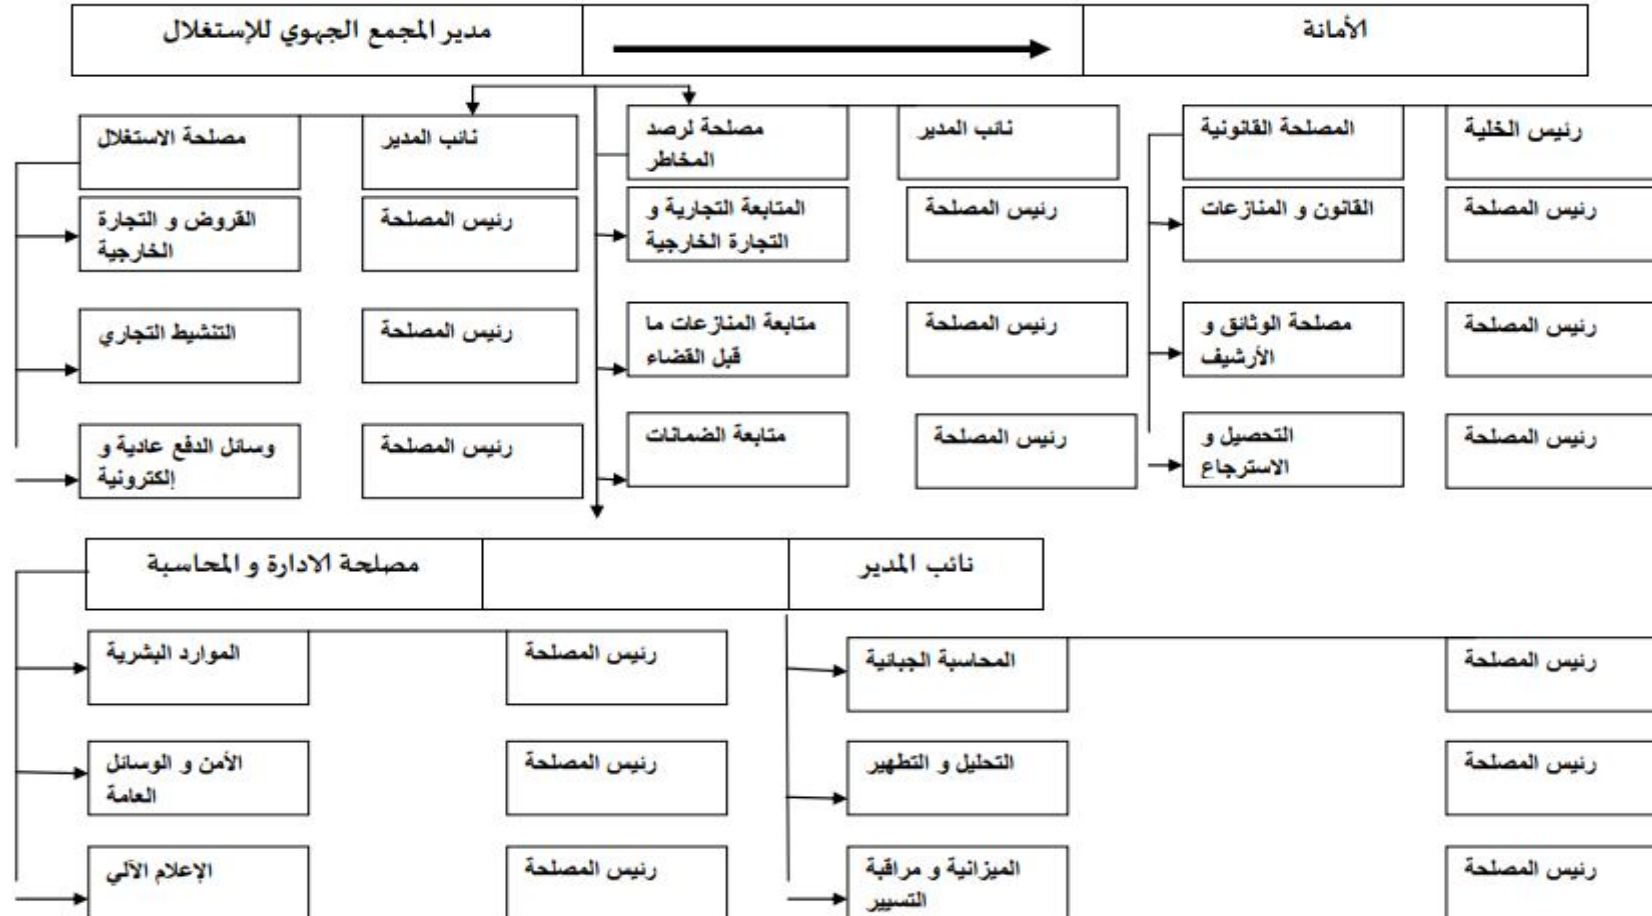 مدير المجمع الجهوي للإستغلال
الأمانة
مصلحة الاستغلال
نائب المدير
مصلحة لرصد
المخاطر
نائب المدير
المصلحة القانونية
رئيس الخلية
القروض و التجارة
الخارجية
رئيس المصلحة
المتابعة التجارية و
التجارة الخارجية
رئيس المصلحة
القانون و المنازعات
رئيس المصلحة
التنشيط التجاري
رئيس المصلحة
متابعة المنازعات ما
قبل القضاء
رئيس المصلحة
مصلحة الوثائق و
الأرشيف
رئيس المصلحة
وسائل الدفع عادية و
إلكترونية
رئيس المصلحة
متابعة الضمانات
رئيس المصلحة
التحصيل و
الاسترجاع
رئيس المصلحة
مصلحة الادارة و المحاسبة
نائب المدير
الموارد البشرية
رئيس المصلحة
المحاسبة الجبائية
رئيس المصلحة
الأمن و الوسائل
العامة
رئيس المصلحة
التحليل و التطهير
رئيس المصلحة
الإعلام الآلي
رئيس المصلحة
الميزانية و مراقبة
التسيير
رئيس المصلحة